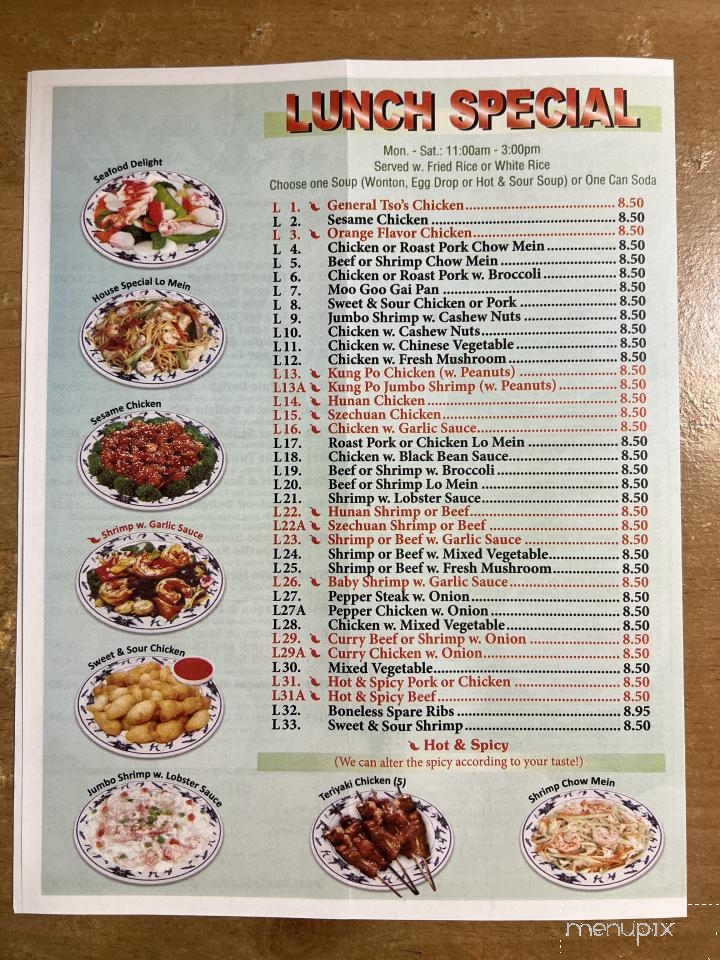 LUNCH SPECIAL
Mon. - Sat.: 11:00am - 3:00pm
Served w. Fried Rice or White Rice
Choose one Soup (Wonton, Egg Drop or Hot & Sour Soup) or One Can Soda
L 1. General Tso's Chicken 8.50
L 2. Sesame Chicken 8.50
L 3. Orange Flavor Chicken 8.50
L 4. Chicken or Roast Pork Chow Mein 8.50
L 5. Beef or Shrimp Chow Mein 8.50
L 6. Chicken or Roast Pork w. Broccoli 8.50
L 7. Moo Goo Gai Pan 8.50
L 8. Sweet & Sour Chicken or Pork 8.50
L 9. Jumbo Shrimp w. Cashew Nuts 8.50
L10. Chicken w. Cashew Nuts 8.50
L11. Chicken w. Chinese Vegetable 8.50
L12. Chicken w. Fresh Mushroom 8.50
L13. Kung Po Chicken (w. Peanuts) 8.50
L13A Kung Po Jumbo Shrimp (w. Peanuts) 8.50
L14. Hunan Chicken 8.50
L15. Szechuan Chicken 8.50
L16. Chicken w. Garlic Sauce 8.50
L17. Roast Pork or Chicken Lo Mein 8.50
L18. Chicken w. Black Bean Sauce 8.50
L19. Beef or Shrimp w. Broccoli 8.50
L20. Beef or Shrimp Lo Mein 8.50
L21. Shrimp w. Lobster Sauce 8.50
L22. Hunan Shrimp or Beef 8.50
L22A Szechuan Shrimp or Beef 8.50
L23. Shrimp or Beef w. Garlic Sauce 8.50
L24. Shrimp or Beef w. Mixed Vegetable 8.50
L25. Shrimp or Beef w. Fresh Mushroom 8.50
L26. Baby Shrimp w. Garlic Sauce 8.50
L27. Pepper Steak w. Onion 8.50
L27A Pepper Chicken w. Onion 8.50
L28. Chicken w. Mixed Vegetable 8.50
L29. Curry Beef or Shrimp w. Onion 8.50
L29A Curry Chicken w. Onion 8.50
L30. Mixed Vegetable 8.50
L31. Hot & Spicy Pork or Chicken 8.50
L31A Hot & Spicy Beef 8.50
L32. Boneless Spare Ribs 8.95
L33. Sweet & Sour Shrimp 8.50
Hot & Spicy
(We can alter the spicy according to your taste!)
Seafood Delight
House Special Lo Mein
Sesame Chicken
Shrimp w. Garlic Sauce
Sweet & Sour Chicken
Jumbo Shrimp w. Lobster Sauce
Teriyaki Chicken (5)
Shrimp Chow Mein
menupix